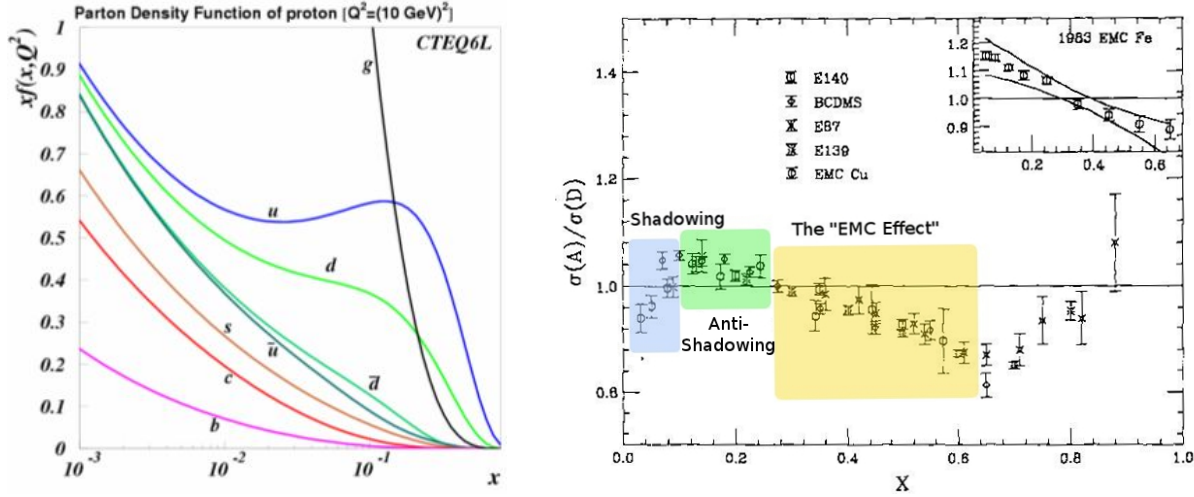 Parton Density Function of proton [Q²=(10 GeV)²]
CTEQ6L
xf(x,Q²)
1
0.9
0.8
0.7
0.6
0.5
0.4
0.3
0.2
0.1
0
g
u
d
s
ū
c
d̅
b
10⁻³
10⁻²
10⁻¹
x
1983 EMC Fe
1.2
1.1
1.0
0.9
0.2
0.4
0.6
E140
BCDMS
E87
E139
EMC Cu
Shadowing
Anti-
Shadowing
The "EMC Effect"
σ(A)/σ(D)
1.4
1.2
1.0
0.8
0.0
0.2
0.4
0.6
0.8
1.0
X